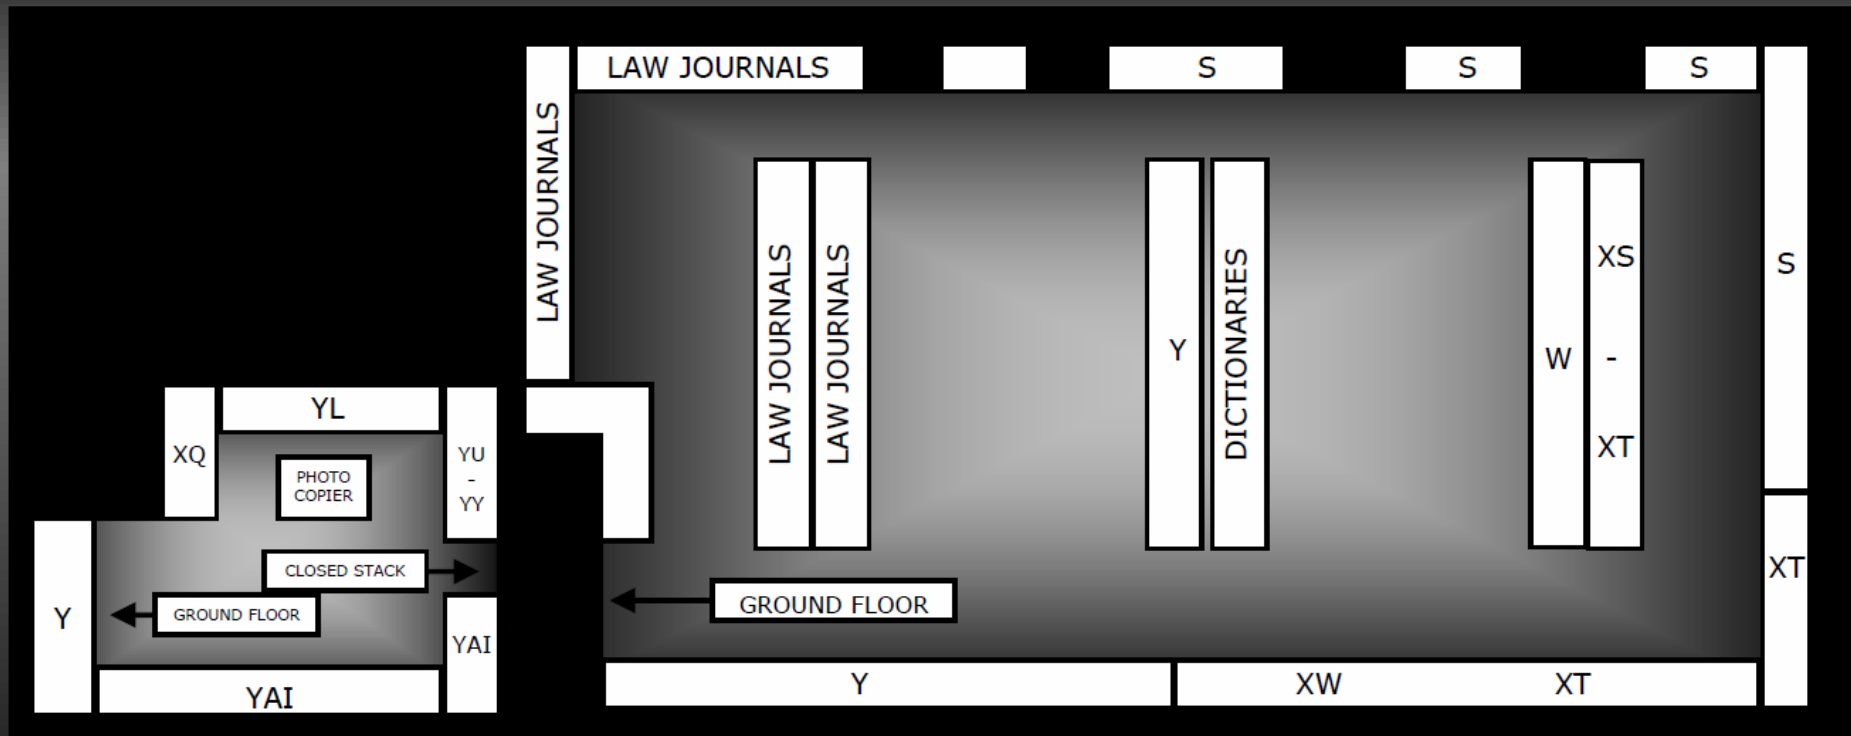 LAW JOURNALS
S
S
S
LAW JOURNALS
LAW JOURNALS
LAW JOURNALS
Y
DICTIONARIES
W
XS
-
XT
S
XT
YL
XQ
PHOTO
COPIER
YU
-
YY
CLOSED STACK
GROUND FLOOR
Y
YAI
YAI
GROUND FLOOR
Y
XW
XT